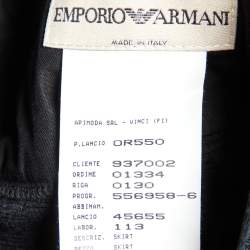 EMPORIO ARMANI
MADE IN ITALY
APIMODA SRL - VINCI (FI)
P.LANCIO OR550
CLIENTE 937002
ORDINE 01334
RIGA 0130
PROGR. 556958-6
ABBINAM.
LANCIO 45655
LABOR. 113
DESCRIZ. SKIRT
SKIRT